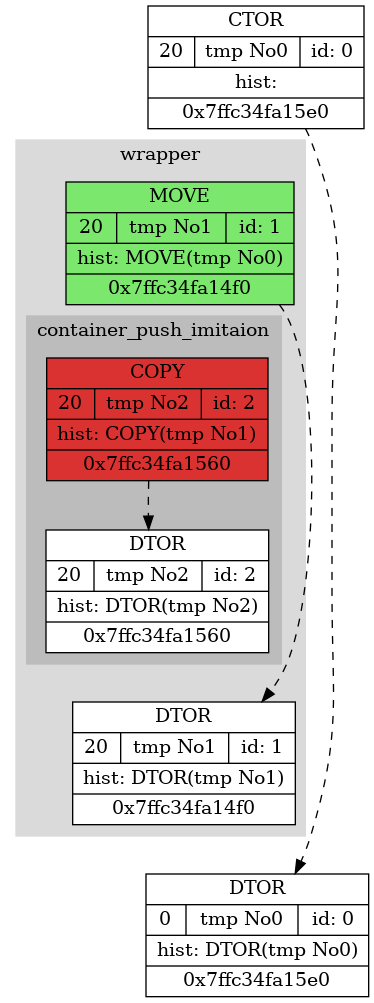 CTOR
20 tmp No0 id: 0
hist:
0x7ffc34fa15e0
wrapper
MOVE
20 tmp No1 id: 1
hist: MOVE(tmp No0)
0x7ffc34fa14f0
container_push_imitaion
COPY
20 tmp No2 id: 2
hist: COPY(tmp No1)
0x7ffc34fa1560
DTOR
20 tmp No2 id: 2
hist: DTOR(tmp No2)
0x7ffc34fa1560
DTOR
20 tmp No1 id: 1
hist: DTOR(tmp No1)
0x7ffc34fa14f0
DTOR
0 tmp No0 id: 0
hist: DTOR(tmp No0)
0x7ffc34fa15e0